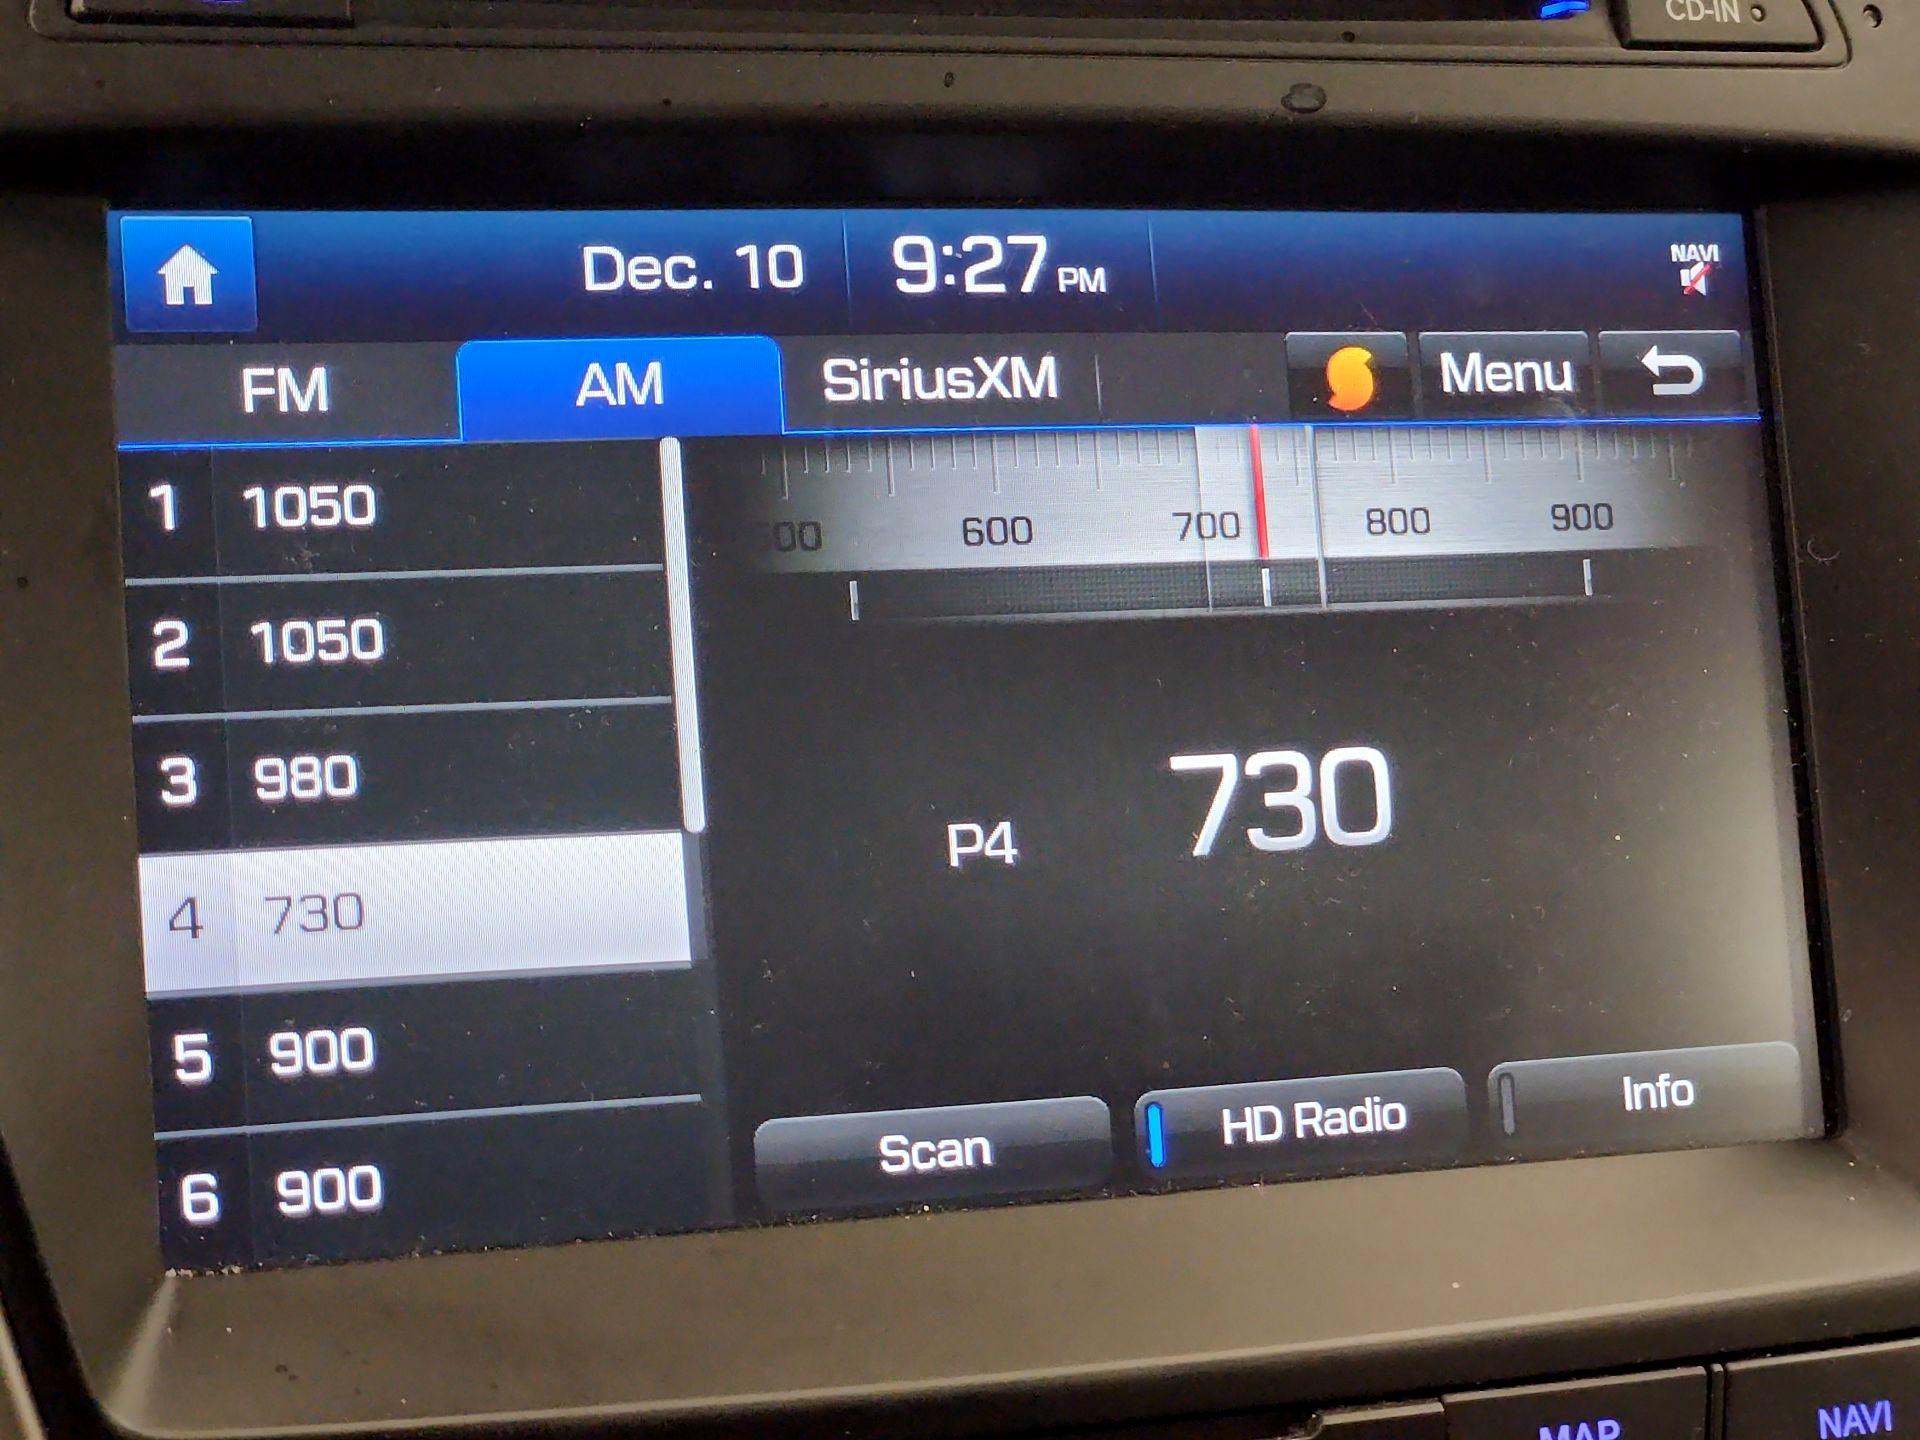 CD-IN
Dec. 10 9:27 PM NAVI
FM AM SiriusXM Menu
1 1050
2 1050
3 980
4 730
5 900
6 900
600 700 800 900
P4 730
Scan HD Radio Info
MAP NAVI